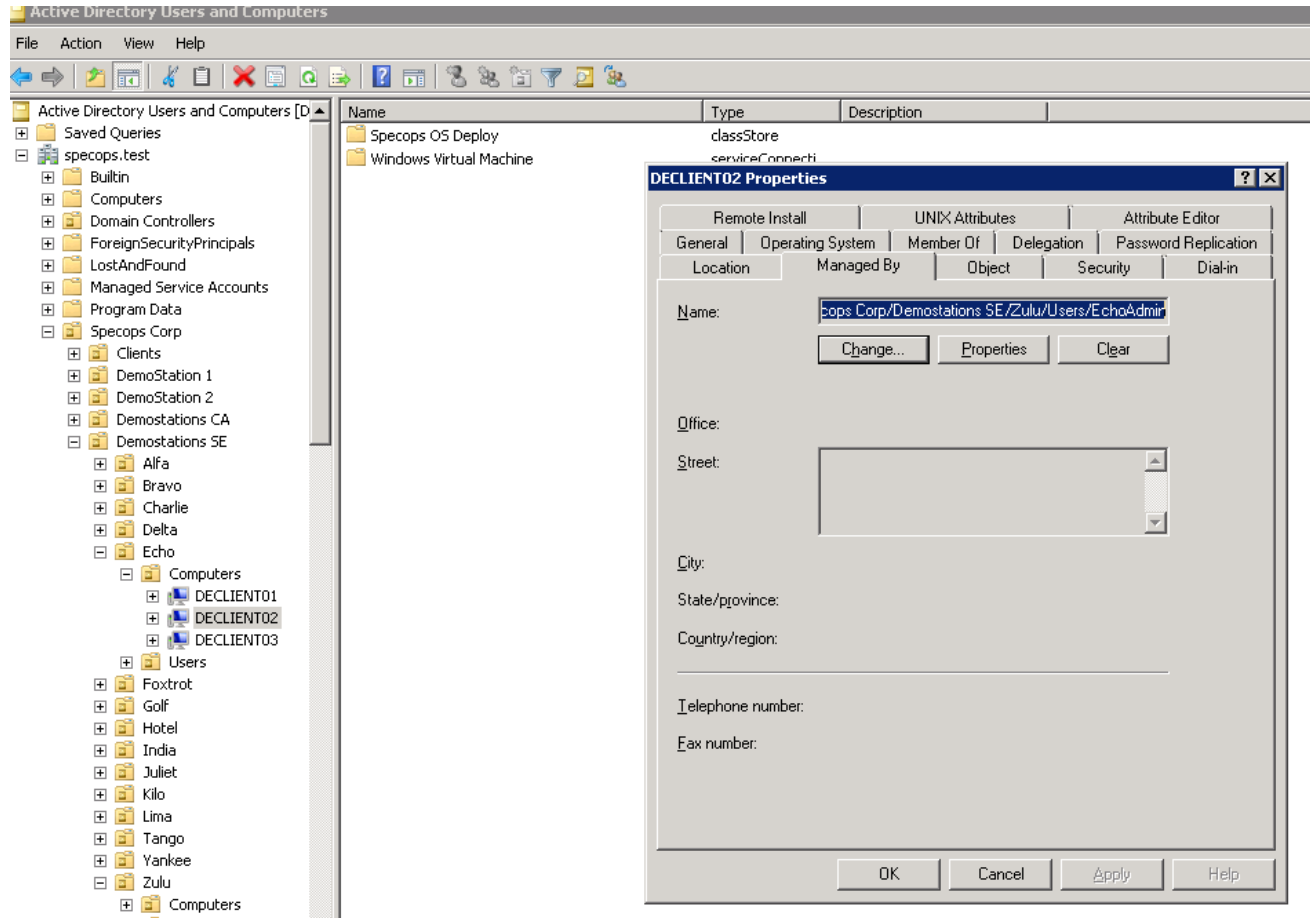 Active Directory Users and Computers
File Action View Help
Active Directory Users and Computers [D
Saved Queries
specops.test
Builtin
Computers
Domain Controllers
ForeignSecurityPrincipals
LostAndFound
Managed Service Accounts
Program Data
Specops Corp
Clients
DemoStation 1
DemoStation 2
Demostations CA
Demostations SE
Alfa
Bravo
Charlie
Delta
Echo
Computers
DECLIENT01
DECLIENT02
DECLIENT03
Users
Foxtrot
Golf
Hotel
India
Juliet
Kilo
Lima
Tango
Yankee
Zulu
Computers
Name Type Description
Specops OS Deploy classStore
Windows Virtual Machine serviceConnecti
DECLIENT02 Properties
Remote Install UNIX Attributes Attribute Editor
General Operating System Member Of Delegation Password Replication
Location Managed By Object Security Dial-in
Name: cops Corp/Demostations SE/Zulu/Users/EchoAdmin
Change... Properties Clear
Office:
Street:
City:
State/province:
Country/region:
Telephone number:
Fax number:
OK Cancel Apply Help